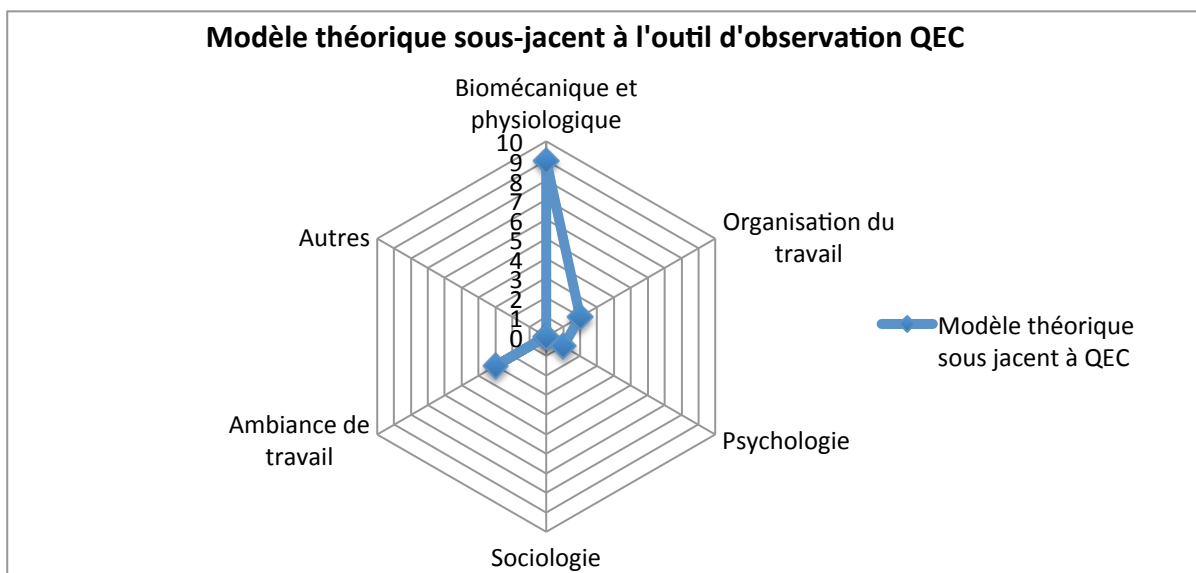 Modèle théorique sous-jacent à l'outil d'observation QEC
Biomécanique et
physiologique
10
9
8
7
6
5
4
3
2
1
0
Organisation du
travail
Autres
Modèle théorique
sous jacent à QEC
Ambiance de
travail
Psychologie
Sociologie